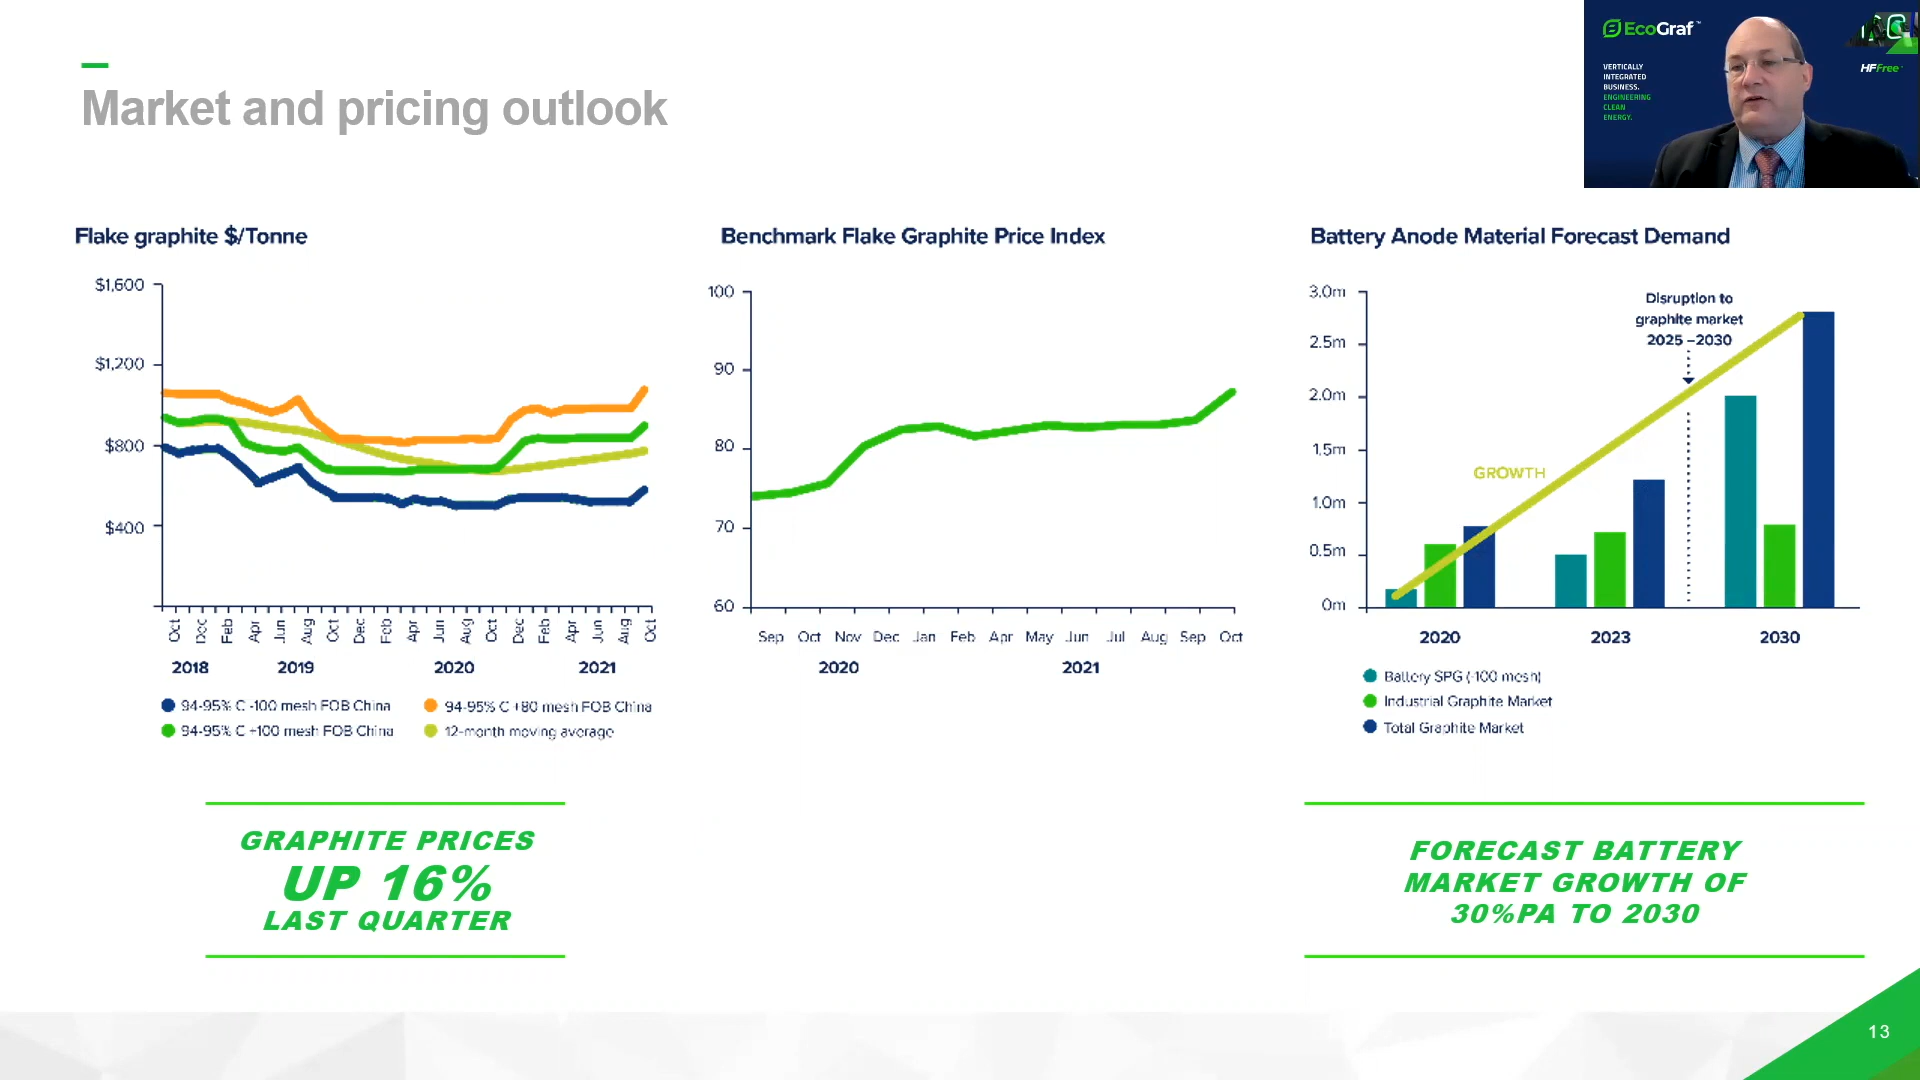 Market and pricing outlook
EcoGraf™
VERTICALLY
INTEGRATED
BUSINESS.
ENGINEERING
CLEAN
ENERGY.
HFFree
Flake graphite $/Tonne
$1,600
$1,200
$800
$400
Oct Dec Feb Apr Jun Aug Oct Dec Feb Apr Jun Aug Oct Dec Feb Apr Jun Aug Oct
2018 2019 2020 2021
94-95% C -100 mesh FOB China
94-95% C +80 mesh FOB China
94-95% C +100 mesh FOB China
12-month moving average
Benchmark Flake Graphite Price Index
100
90
80
70
60
Sep Oct Nov Dec Jan Feb Apr May Jun Jul Aug Sep Oct
2020 2021
Battery Anode Material Forecast Demand
3.0m
2.5m
2.0m
1.5m
1.0m
0.5m
0m
Disruption to
graphite market
2025 –2030
GROWTH
2020 2023 2030
Battery SPG (-100 mesh)
Industrial Graphite Market
Total Graphite Market
GRAPHITE PRICES
UP 16%
LAST QUARTER
FORECAST BATTERY
MARKET GROWTH OF
30%PA TO 2030
13